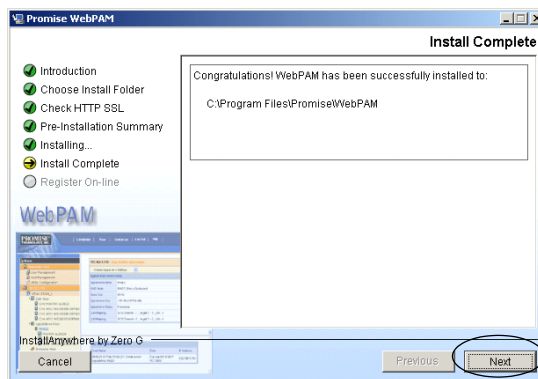 Promise WebPAM
Install Complete
Introduction
Choose Install Folder
Check HTTP SSL
Pre-Installation Summary
Installing...
Install Complete
Register On-line
Congratulations! WebPAM has been successfully installed to:
C:\Program Files\Promise\WebPAM
WebPAM
PROMISE
InstallAnywhere by Zero G
Cancel
Previous
Next